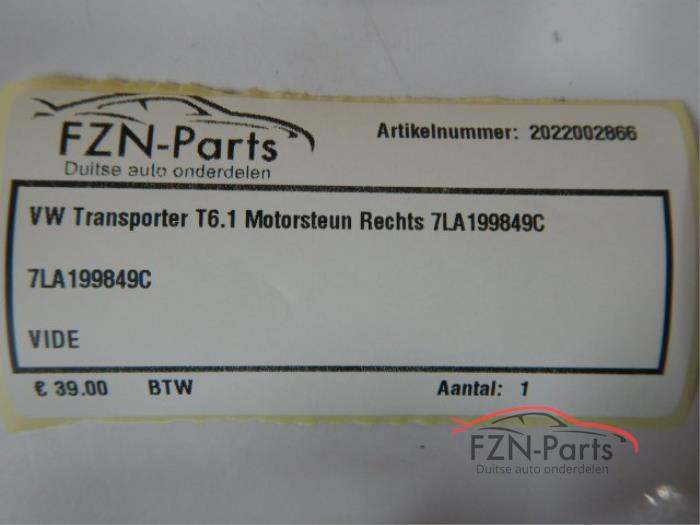 FZN-Parts
Duitse auto onderdelen
Artikelnummer: 2022002866
VW Transporter T6.1 Motorsteun Rechts 7LA199849C
7LA199849C
VIDE
€ 39.00 BTW Aantal: 1
FZN-Parts
Duitse auto onderdelen